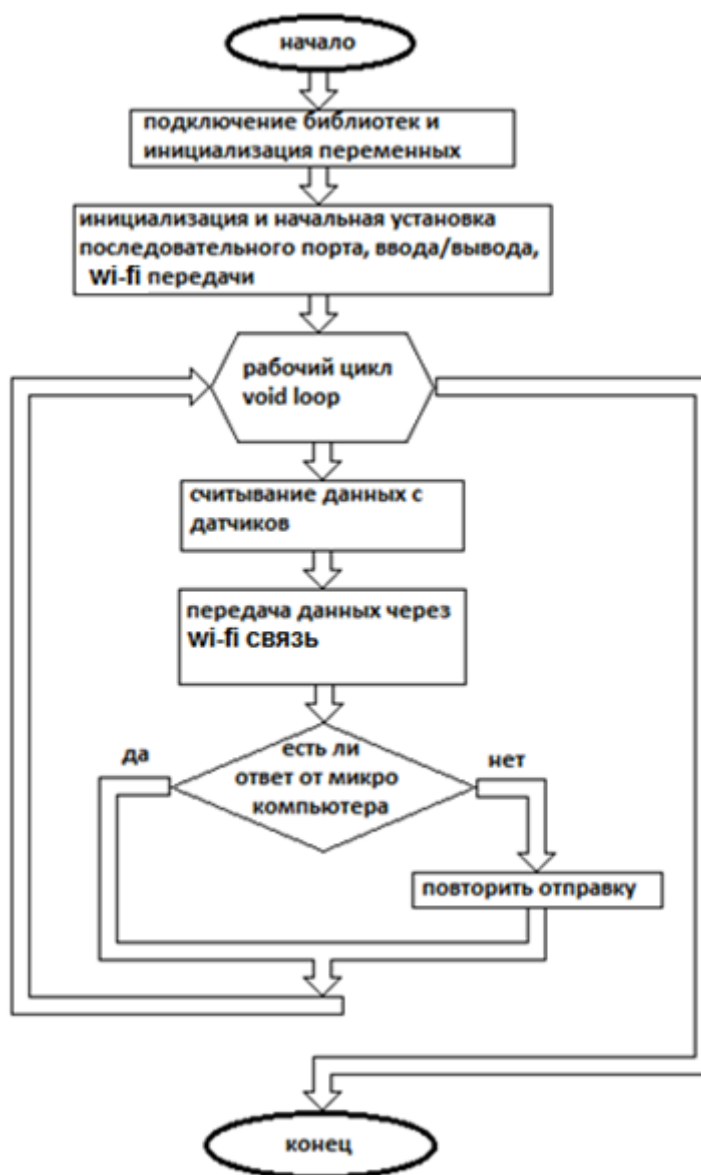 начало
подключение библиотек и
инициализация переменных
инициализация и начальная установка
последовательного порта, ввода/вывода,
Wi-fi передачи
рабочий цикл
void loop
считывание данных с
датчиков
передача данных через
Wi-fi СВЯЗЬ
да
есть ли
ответ от микро
компьютера
нет
повторить отправку
конец